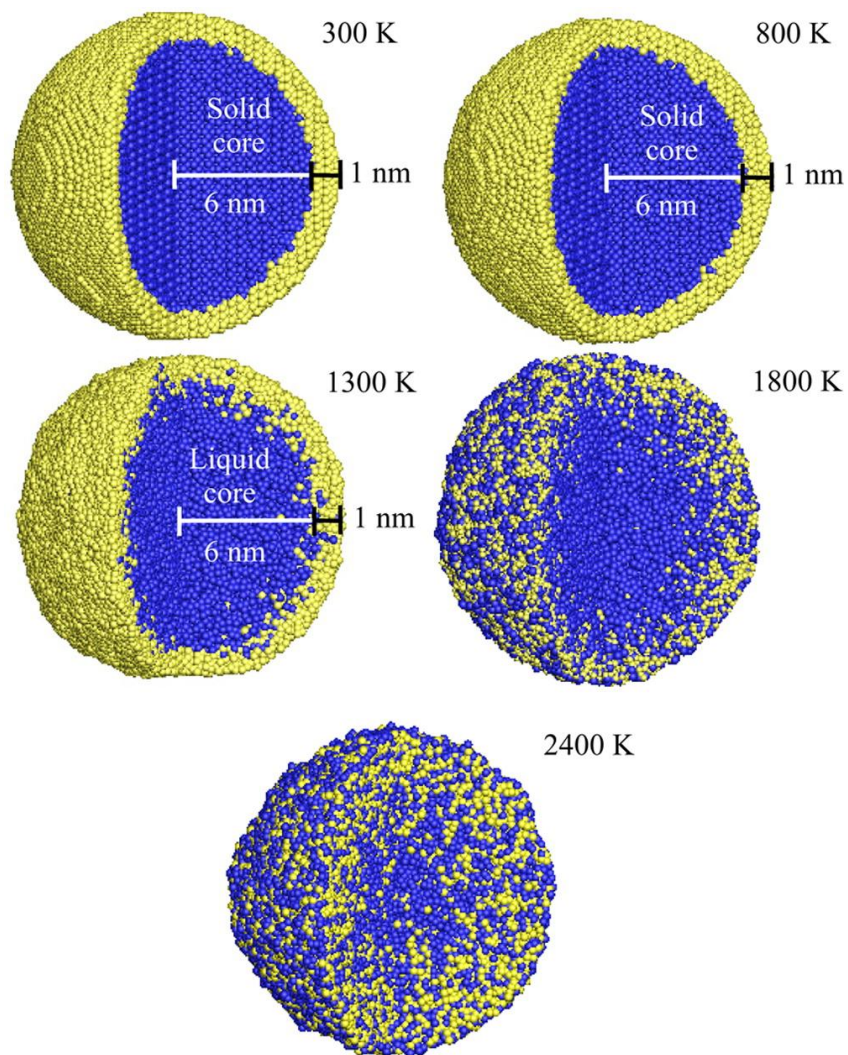 300 K
Solid
core
6 nm
1 nm
800 K
Solid
core
6 nm
1 nm
1300 K
Liquid
core
6 nm
1 nm
1800 K
2400 K